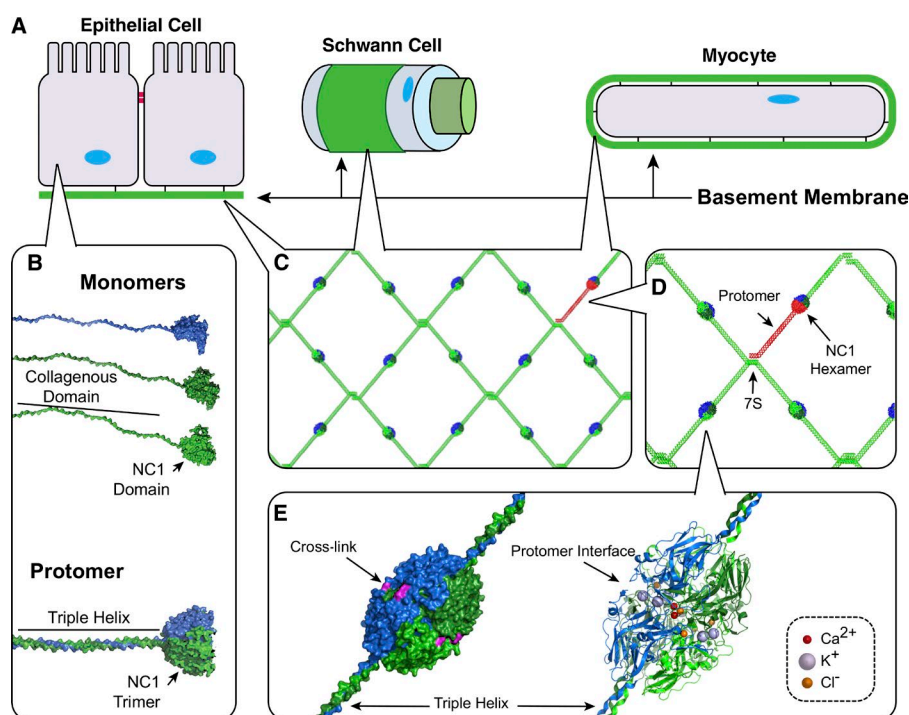 A
Epithelial Cell
Schwann Cell
Myocyte
Basement Membrane
B
Monomers
Collagenous
Domain
NC1
Domain
Protomer
Triple Helix
NC1
Trimer
C
D
Protomer
NC1
Hexamer
7S
E
Cross-link
Protomer Interface
Triple Helix
Ca2+
K+
Cl-